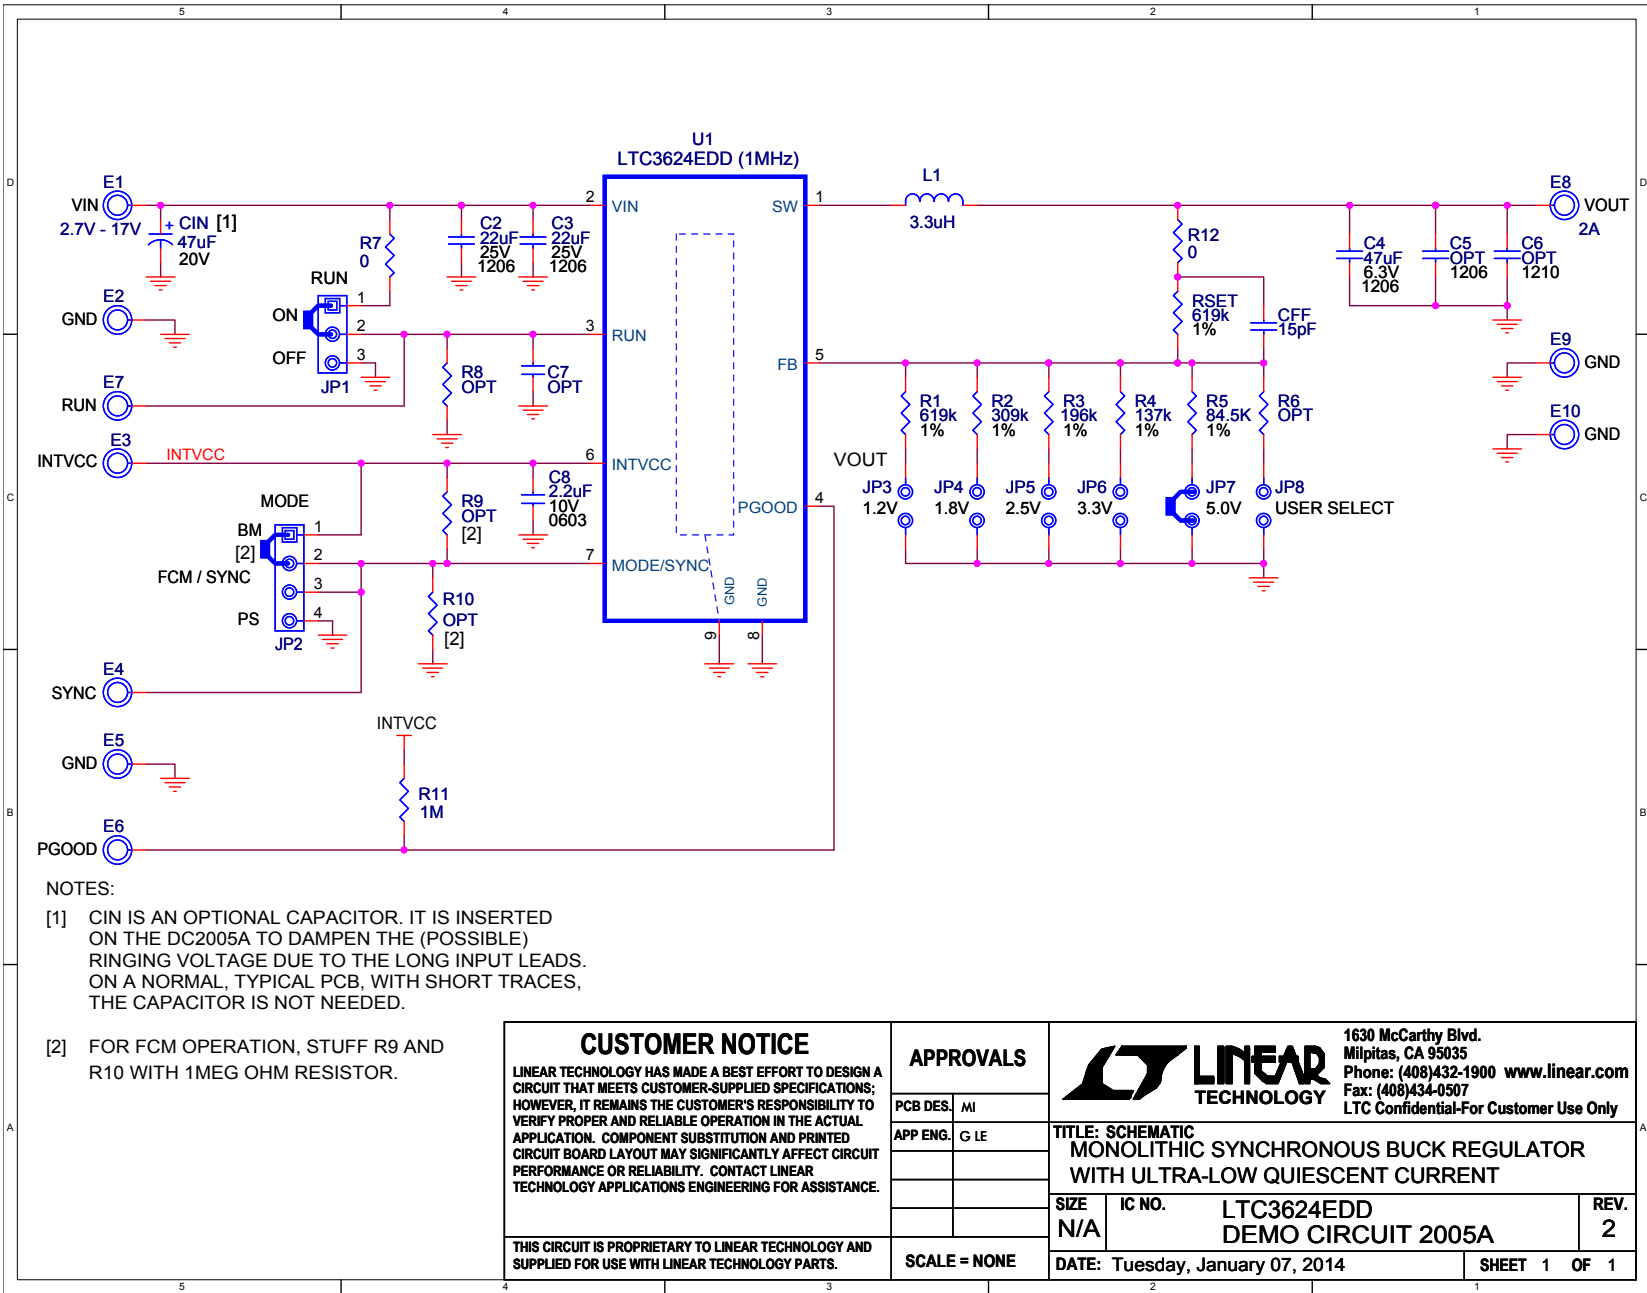 5 4 3 2 1
D
C
B
A
D
C
B
A
U1
LTC3624EDD (1MHz)
E1
VIN
2.7V - 17V
+ CIN [1]
47uF
20V
R7
0
C2
22uF
25V
1206
C3
22uF
25V
1206
2 VIN
SW 1
L1
3.3uH
R12
0
RSET
619k
1%
CFF
15pF
C4
47uF
6.3V
1206
C5
OPT
1206
C6
OPT
1210
E8
VOUT
2A
E2
GND
RUN
ON
OFF
1
2
3
JP1
3 RUN
R8
OPT
C7
OPT
FB 5
E7
RUN
E9
GND
E10
GND
R1
619k
1%
R2
309k
1%
R3
196k
1%
R4
137k
1%
R5
84.5K
1%
R6
OPT
VOUT
JP3
1.2V
JP4
1.8V
JP5
2.5V
JP6
3.3V
JP7
5.0V
JP8
USER SELECT
E3
INTVCC
INTVCC
6 INTVCC
R9
OPT
[2]
C8
2.2uF
10V
0603
PGOOD 4
MODE
BM
[2]
FCM / SYNC
PS
1
2
3
4
JP2
7 MODE/SYNC
R10
OPT
[2]
GND
GND
9
8
E4
SYNC
E5
GND
INTVCC
R11
1M
E6
PGOOD
NOTES:
[1] CIN IS AN OPTIONAL CAPACITOR. IT IS INSERTED
ON THE DC2005A TO DAMPEN THE (POSSIBLE)
RINGING VOLTAGE DUE TO THE LONG INPUT LEADS.
ON A NORMAL, TYPICAL PCB, WITH SHORT TRACES,
THE CAPACITOR IS NOT NEEDED.
[2] FOR FCM OPERATION, STUFF R9 AND
R10 WITH 1MEG OHM RESISTOR.
CUSTOMER NOTICE
LINEAR TECHNOLOGY HAS MADE A BEST EFFORT TO DESIGN A
CIRCUIT THAT MEETS CUSTOMER-SUPPLIED SPECIFICATIONS;
HOWEVER, IT REMAINS THE CUSTOMER'S RESPONSIBILITY TO
VERIFY PROPER AND RELIABLE OPERATION IN THE ACTUAL
APPLICATION. COMPONENT SUBSTITUTION AND PRINTED
CIRCUIT BOARD LAYOUT MAY SIGNIFICANTLY AFFECT CIRCUIT
PERFORMANCE OR RELIABILITY. CONTACT LINEAR
TECHNOLOGY APPLICATIONS ENGINEERING FOR ASSISTANCE.
THIS CIRCUIT IS PROPRIETARY TO LINEAR TECHNOLOGY AND
SUPPLIED FOR USE WITH LINEAR TECHNOLOGY PARTS.
APPROVALS
PCB DES. MI
APP ENG. G LE
SCALE = NONE
LINEAR
TECHNOLOGY
1630 McCarthy Blvd.
Milpitas, CA 95035
Phone: (408)432-1900 www.linear.com
Fax: (408)434-0507
LTC Confidential-For Customer Use Only
TITLE: SCHEMATIC
MONOLITHIC SYNCHRONOUS BUCK REGULATOR
WITH ULTRA-LOW QUIESCENT CURRENT
SIZE
N/A
IC NO.
LTC3624EDD
DEMO CIRCUIT 2005A
REV.
2
DATE: Tuesday, January 07, 2014
SHEET 1 OF 1
5 4 3 2 1